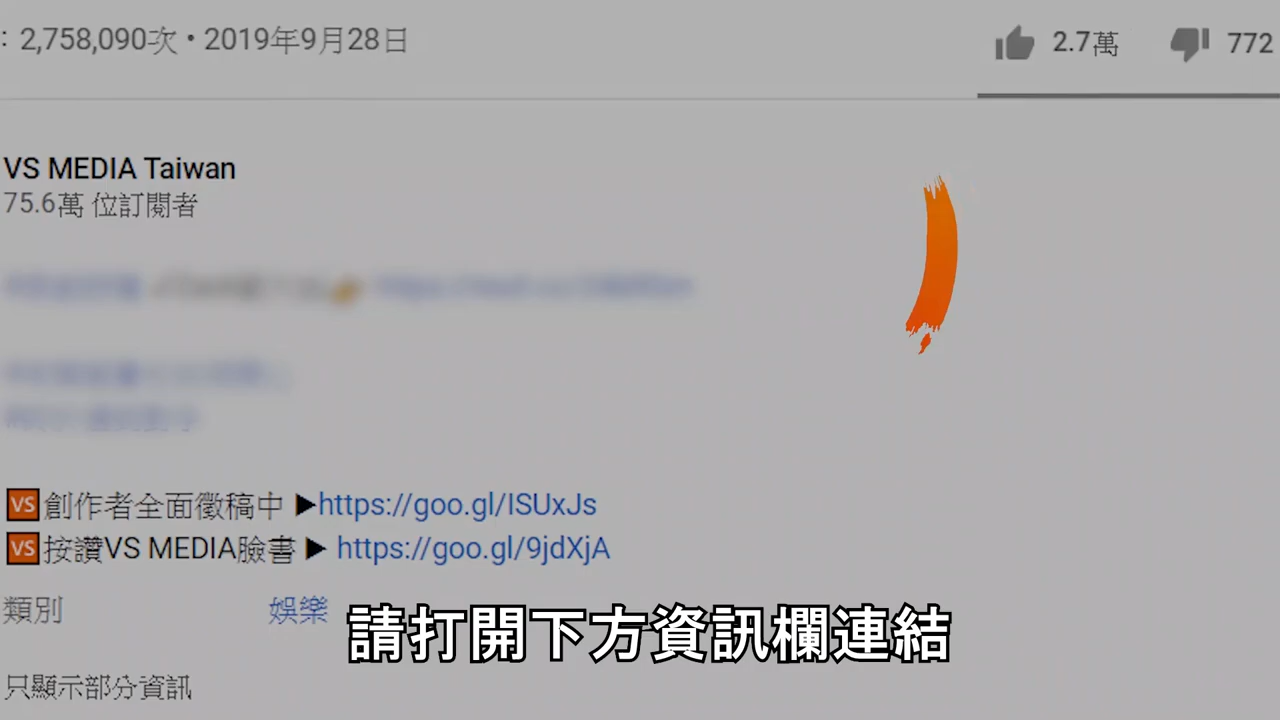 : 2,758,090次 • 2019年9月28日
2.7萬
772
VS MEDIA Taiwan
75.6萬 位訂閱者
VS創作者全面徵稿中 ▶https://goo.gl/ISUxJs
VS按讚VS MEDIA臉書 ▶ https://goo.gl/9jdXjA
類別 娛樂
請打開下方資訊欄連結
只顯示部分資訊